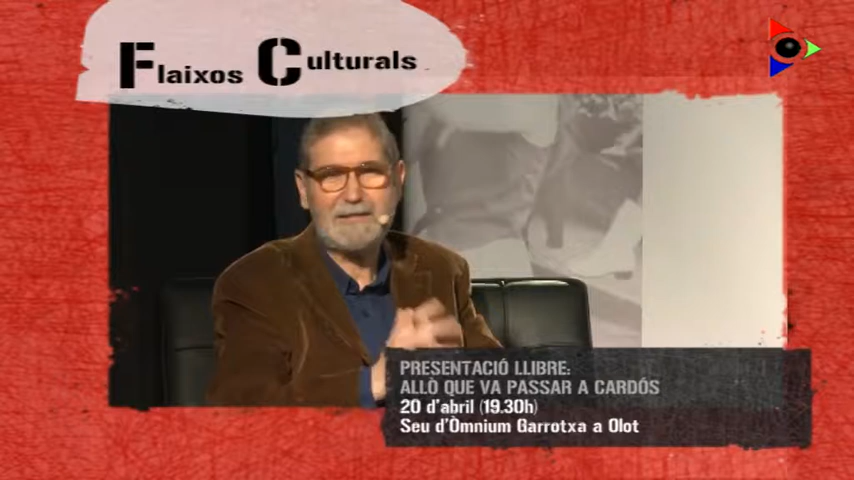 Flaixos Culturals
PRESENTACIÓ LLIBRE:
ALLÒ QUE VA PASSAR A CARDÓS
20 d'abril (19.30h)
Seu d'Òmnium Garrotxa a Olot